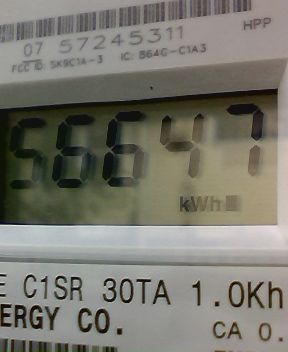 07 57245311
HPP
FCC ID: SK9C1A-3 IC: 864G-C1A3
56647
kWh
E C1SR 30TA 1.0Kh
ERGY CO.
CA 0.